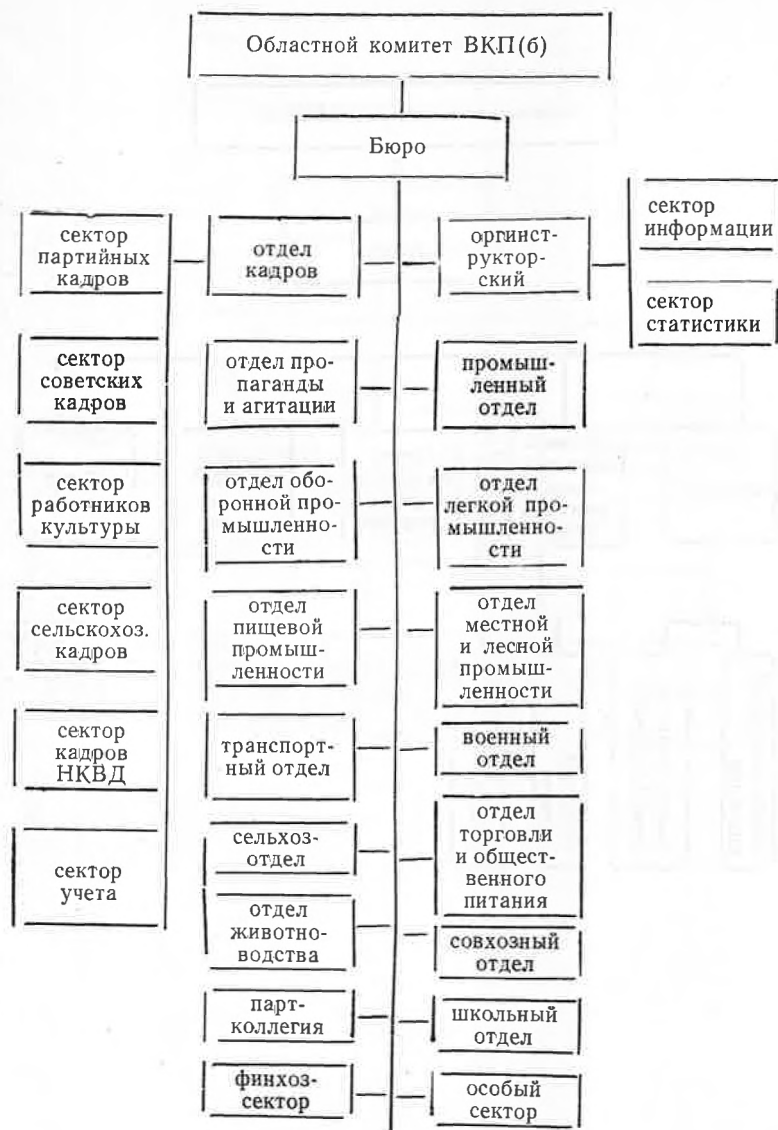 Областной комитет ВКП(б)
Бюро
сектор
партийных
кадров
отдел
кадров
оргинст-
рукторс-
кий
сектор
информации
сектор
статистики
сектор
советских
кадров
отдел про-
паганды
и агитации
промыш-
ленный
отдел
сектор
работников
культуры
отдел обо-
ронной про-
мышленно-
сти
отдел
легкой про-
мышленно-
сти
сектор
сельскохоз.
кадров
отдел
пищевой
промыш-
ленности
отдел
местной
и лесной
промыш-
ленности
сектор
кадров
НКВД
транспорт-
ный отдел
военный
отдел
сектор
учета
сельхоз-
отдел
отдел
торговли
и общест-
венного
питания
отдел
животно-
водства
совхозный
отдел
парт-
коллегия
школьный
отдел
финхоз-
сектор
особый
сектор